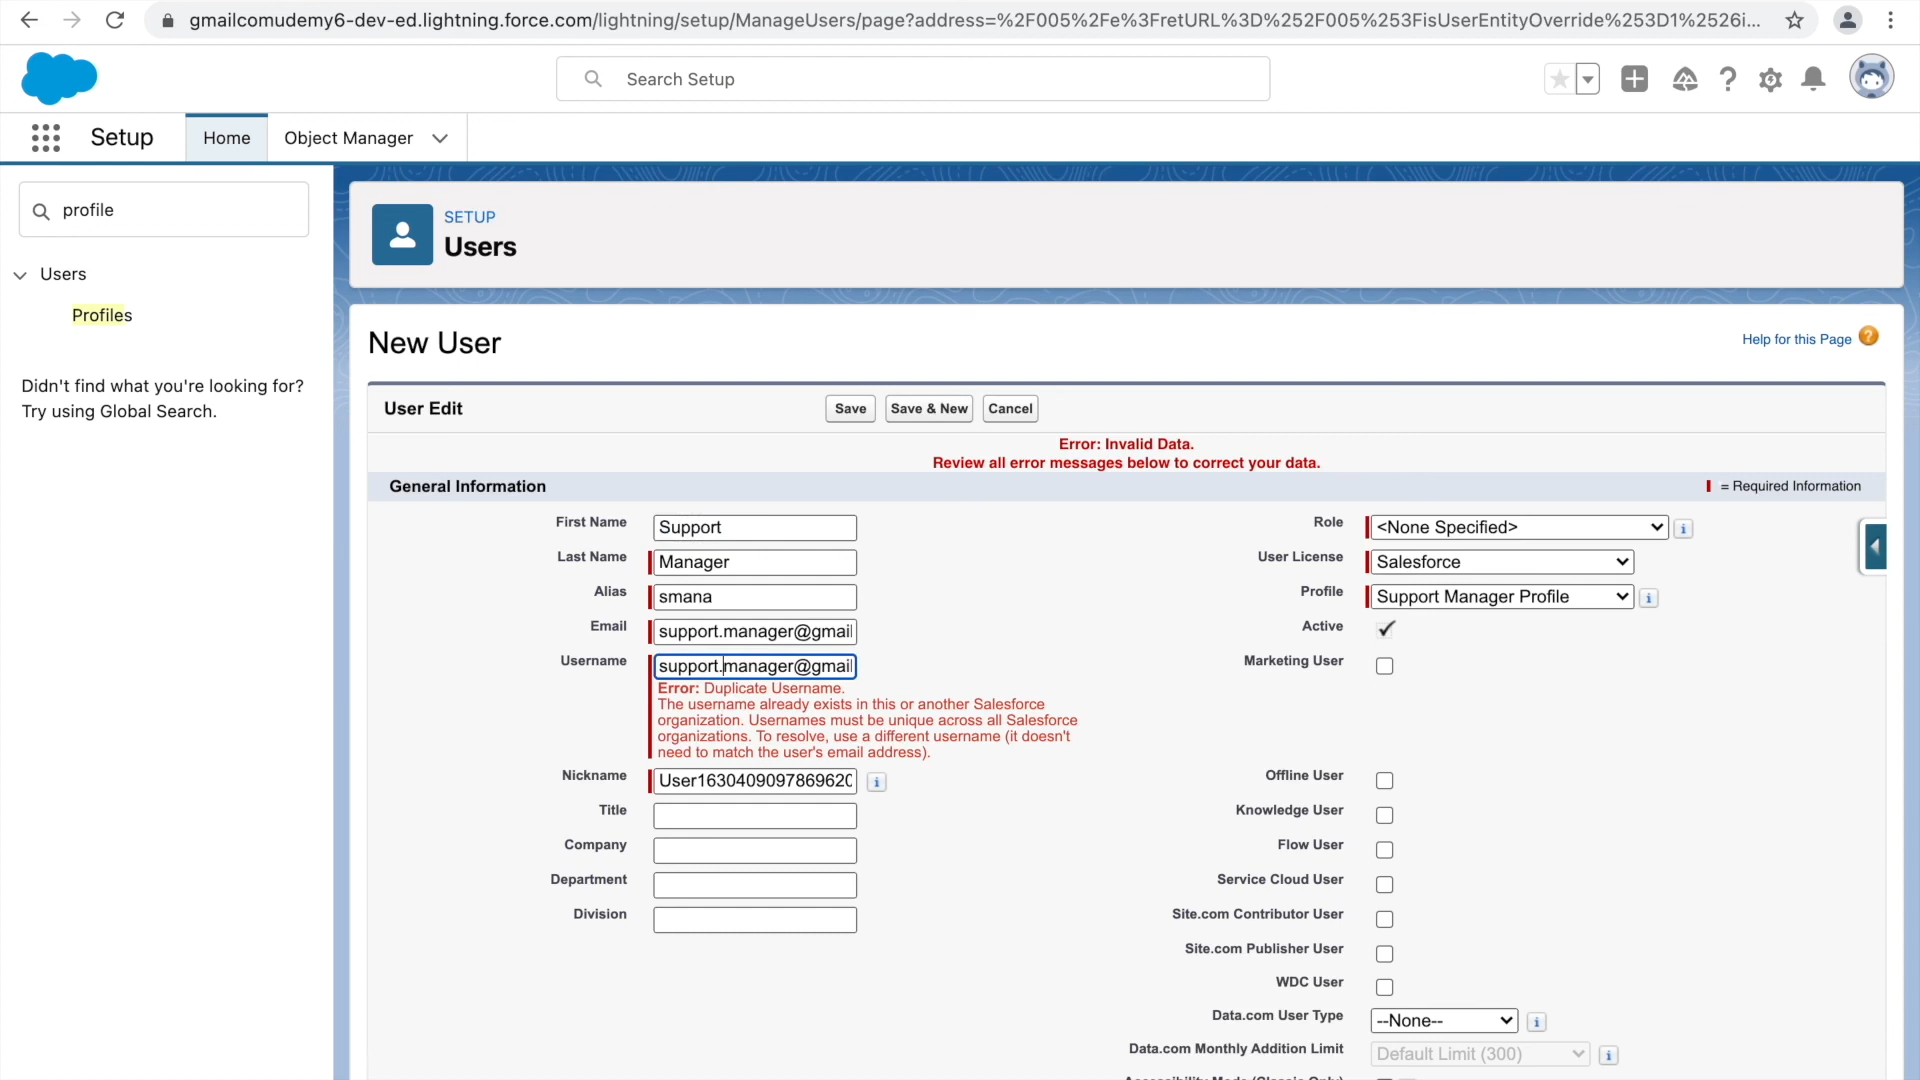 gmailcomudemy6-dev-ed.lightning.force.com/lightning/setup/ManageUsers/page?address=%2F005%2Fe%3FretURL%3D%252F005%253FisUserEntityOverride%253D1%2526i...
Search Setup
Setup
Home
Object Manager
profile
Users
Profiles
Didn't find what you're looking for?
Try using Global Search.
SETUP
Users
New User
Help for this Page
User Edit
Save
Save & New
Cancel
Error: Invalid Data.
Review all error messages below to correct your data.
General Information
= Required Information
First Name
Support
Last Name
Manager
Alias
smana
Email
support.manager@gmail
Username
support.manager@gmail
Error: Duplicate Username.
The username already exists in this or another Salesforce
organization. Usernames must be unique across all Salesforce
organizations. To resolve, use a different username (it doesn't
need to match the user's email address).
Nickname
User1630409097869620
Title
Company
Department
Division
Role
<None Specified>
User License
Salesforce
Profile
Support Manager Profile
Active
Marketing User
Offline User
Knowledge User
Flow User
Service Cloud User
Site.com Contributor User
Site.com Publisher User
WDC User
Data.com User Type
--None--
Data.com Monthly Addition Limit
Default Limit (300)
Accessibility Mode (Classic Only)